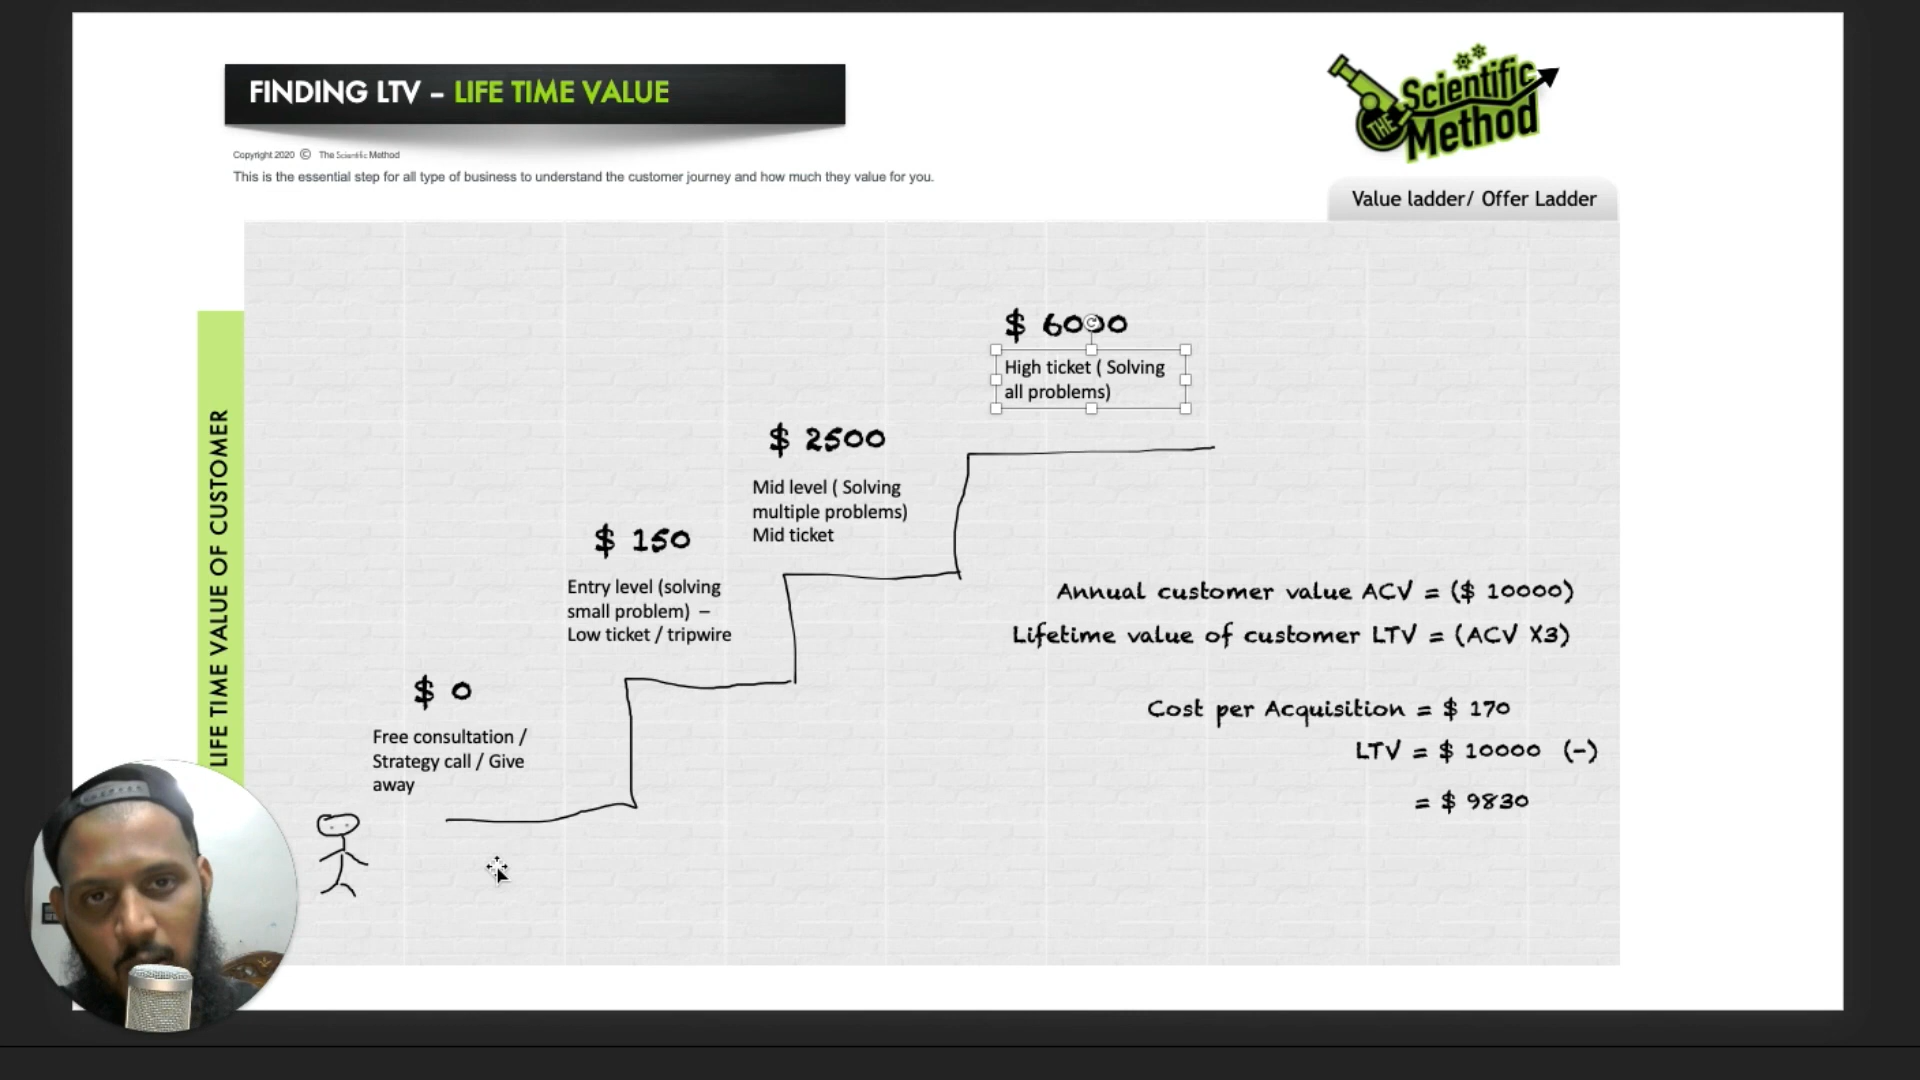 FINDING LTV – LIFE TIME VALUE
THE Scientific Method
Copyright 2020 © The Scientific Method
This is the essential step for all type of business to understand the customer journey and how much they value for you.
Value ladder/ Offer Ladder
LIFE TIME VALUE OF CUSTOMER
$ 6000
High ticket ( Solving
all problems)
$ 2500
Mid level ( Solving
multiple problems)
Mid ticket
$ 150
Entry level (solving
small problem) –
Low ticket / tripwire
$ 0
Free consultation /
Strategy call / Give
away
Annual customer value ACV = ($ 10000)
Lifetime value of customer LTV = (ACV X3)
Cost per Acquisition = $ 170
LTV = $ 10000 (-)
= $ 9830